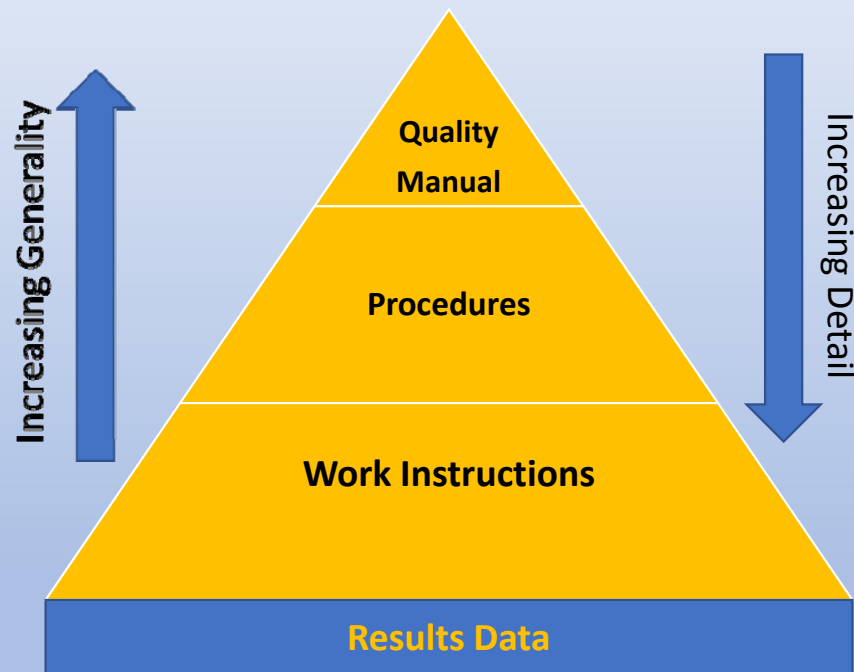 Quality
Manual
Increasing Generality
Increasing Detail
Procedures
Work Instructions
Results Data